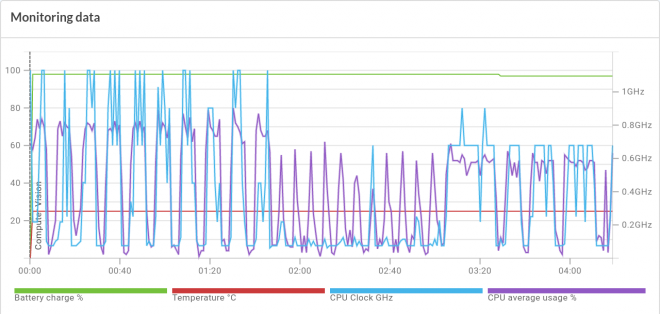 Monitoring data
100
80
60
40
20
1GHz
0.8GHz
0.6GHz
0.4GHz
0.2GHz
Compute: Vision
00:00 00:40 01:20 02:00 02:40 03:20 04:00
Battery charge % Temperature °C CPU Clock GHz CPU average usage %